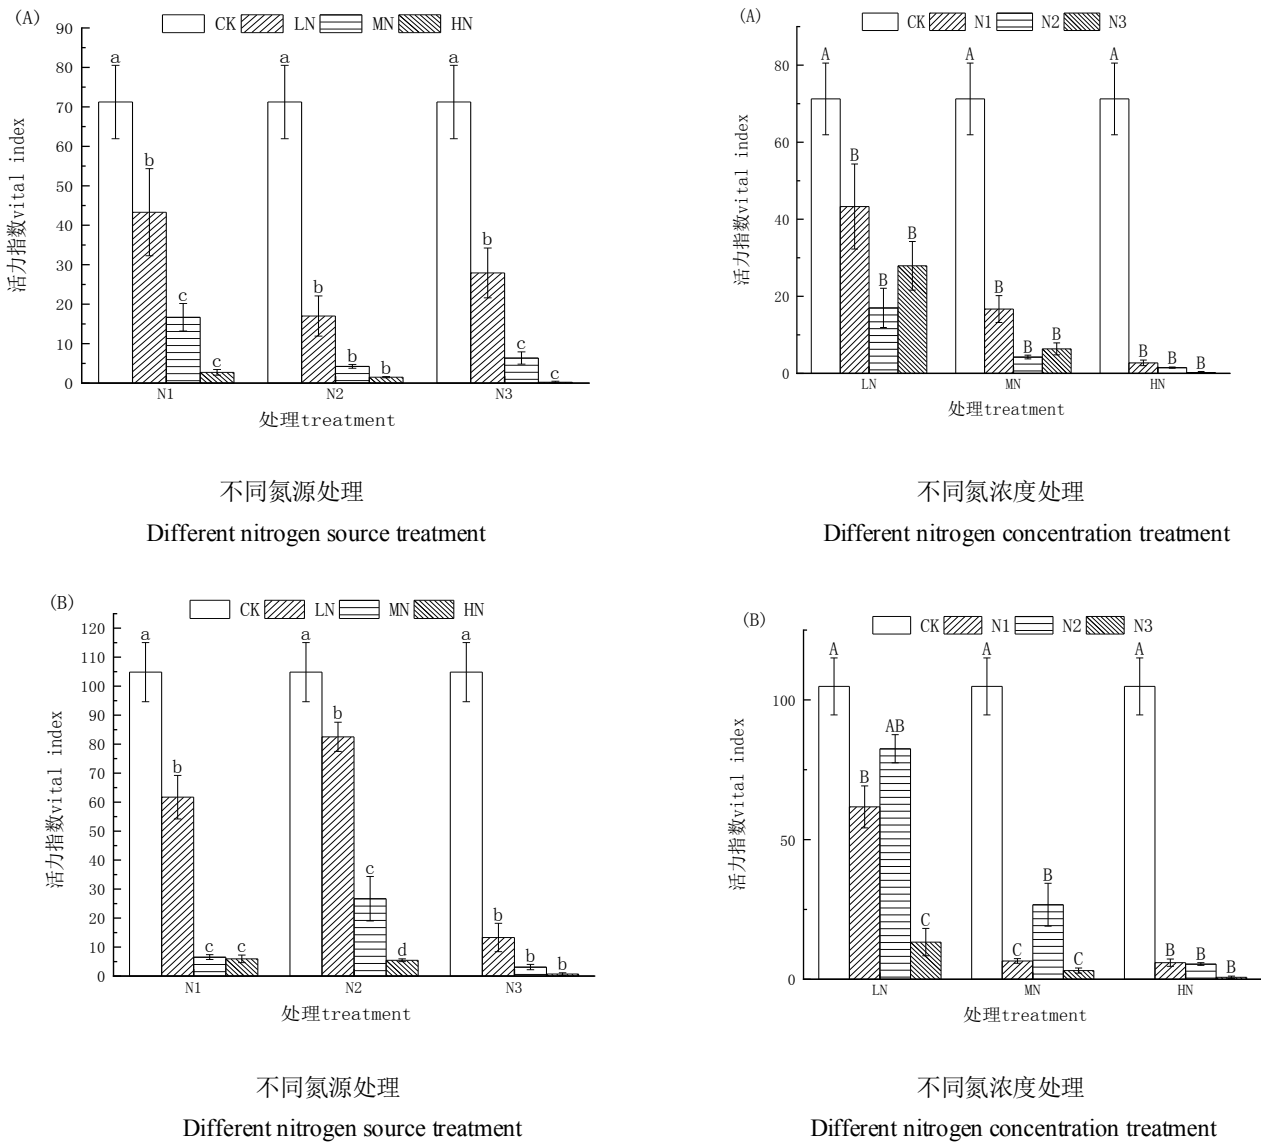 (A)
CK LN MN HN
90
80
70
60
50
40
30
20
10
0
活力指数vital index
a b c c
a b b b
a b c c
N1 N2 N3
处理treatment
不同氮源处理
Different nitrogen source treatment
(A)
CK N1 N2 N3
80
60
40
20
0
活力指数vital index
A B B B
A B B B
A B B B
LN MN HN
处理treatment
不同氮浓度处理
Different nitrogen concentration treatment
(B)
CK LN MN HN
120
110
100
90
80
70
60
50
40
30
20
10
0
活力指数vital index
a b c c
a b c d
a b b b
N1 N2 N3
处理treatment
不同氮源处理
Different nitrogen source treatment
(B)
CK N1 N2 N3
100
50
0
活力指数vital index
A B AB C
A C B C
A B B B
LN MN HN
处理treatment
不同氮浓度处理
Different nitrogen concentration treatment